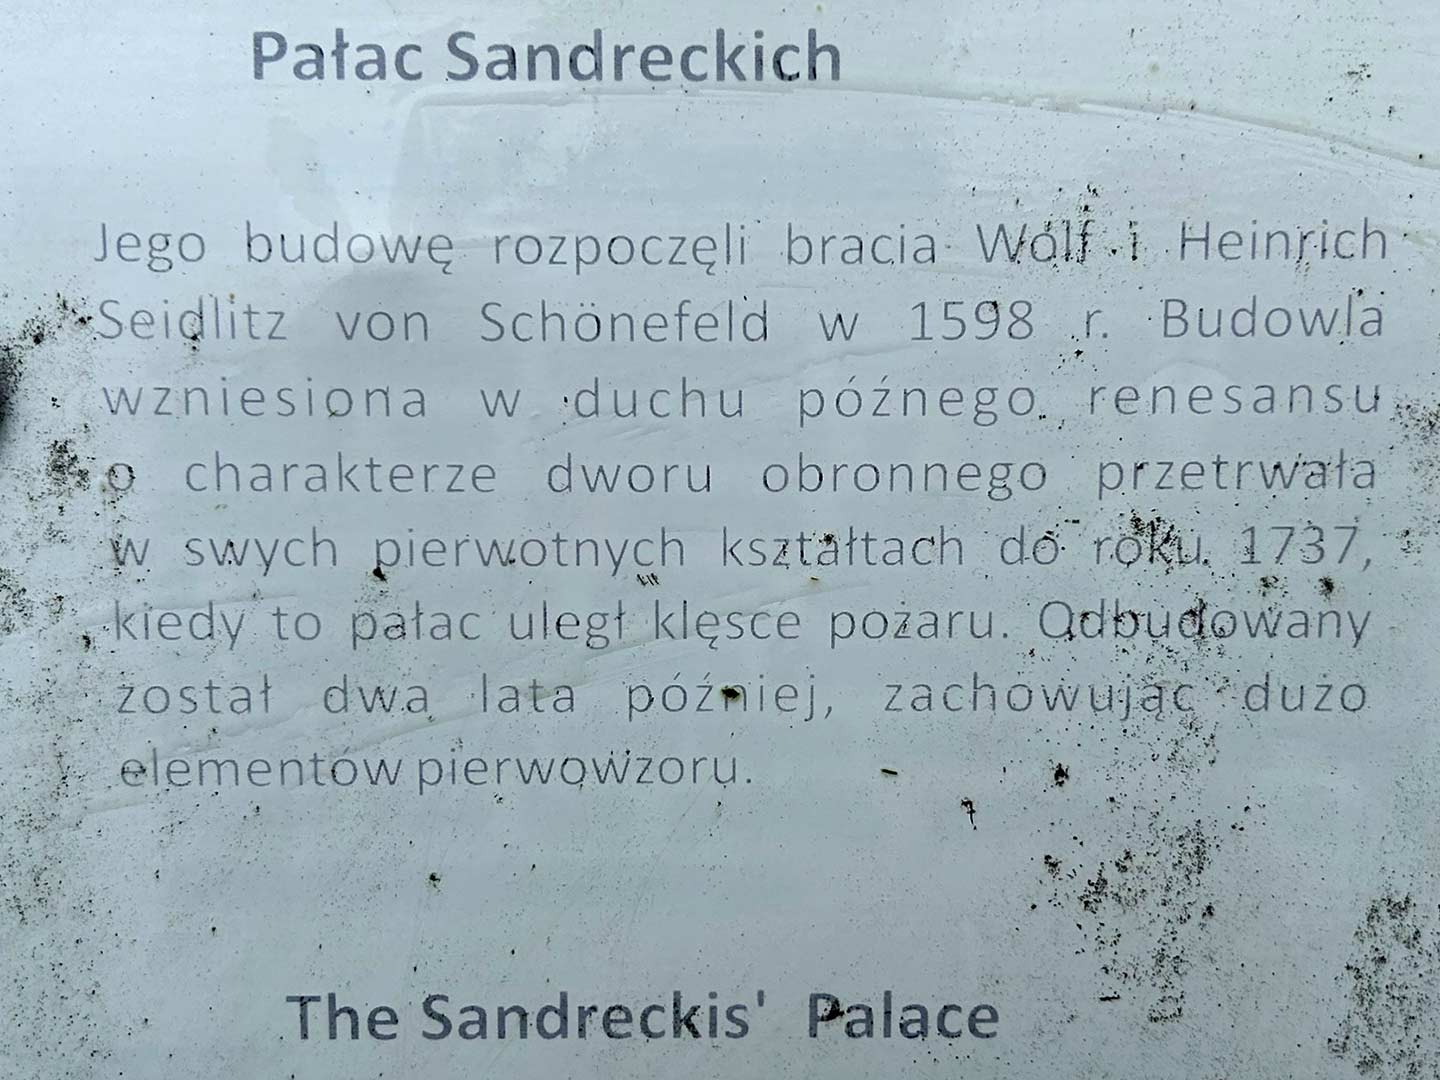 Pałac Sandreckich
Jego budowę rozpoczęli bracia Wolf i Heinrich
Seidlitz von Schönefeld w 1598 r. Budowla
wzniesiona w duchu późnego renesansu
o charakterze dworu obronnego przetrwała
w swych pierwotnych kształtach do roku 1737,
kiedy to pałac uległ klęsce pożaru. Odbudowany
został dwa lata później, zachowując dużo
elementów pierwowzoru.
The Sandreckis' Palace